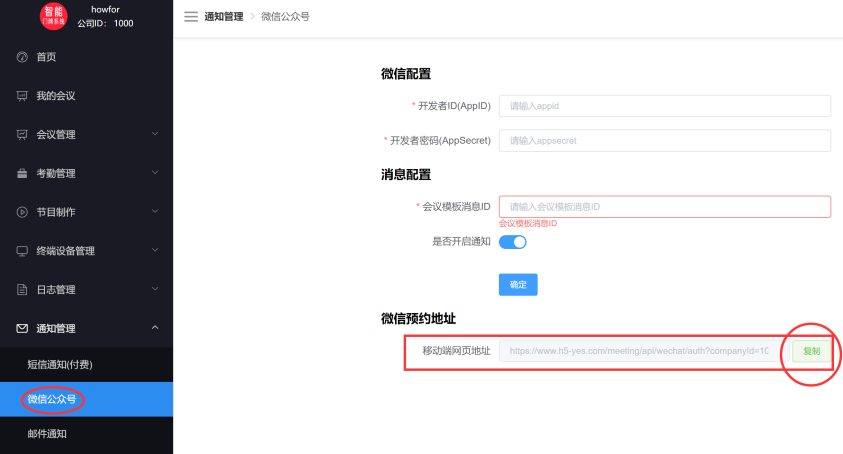 智能
门牌系统
howfor
公司ID： 1000
首页
我的会议
会议管理
考勤管理
节目制作
终端设备管理
日志管理
通知管理
短信通知(付费)
微信公众号
邮件通知
通知管理 > 微信公众号
微信配置
* 开发者ID(AppID) 请输入appid
* 开发者密码(AppSecret) 请输入appsecret
消息配置
* 会议模板消息ID 请输入会议模板消息ID
会议模板消息ID
是否开启通知
确定
微信预约地址
移动端网页地址 https://www.h5-yes.com/meeting/api/wechat/auth?companyId=10 复制